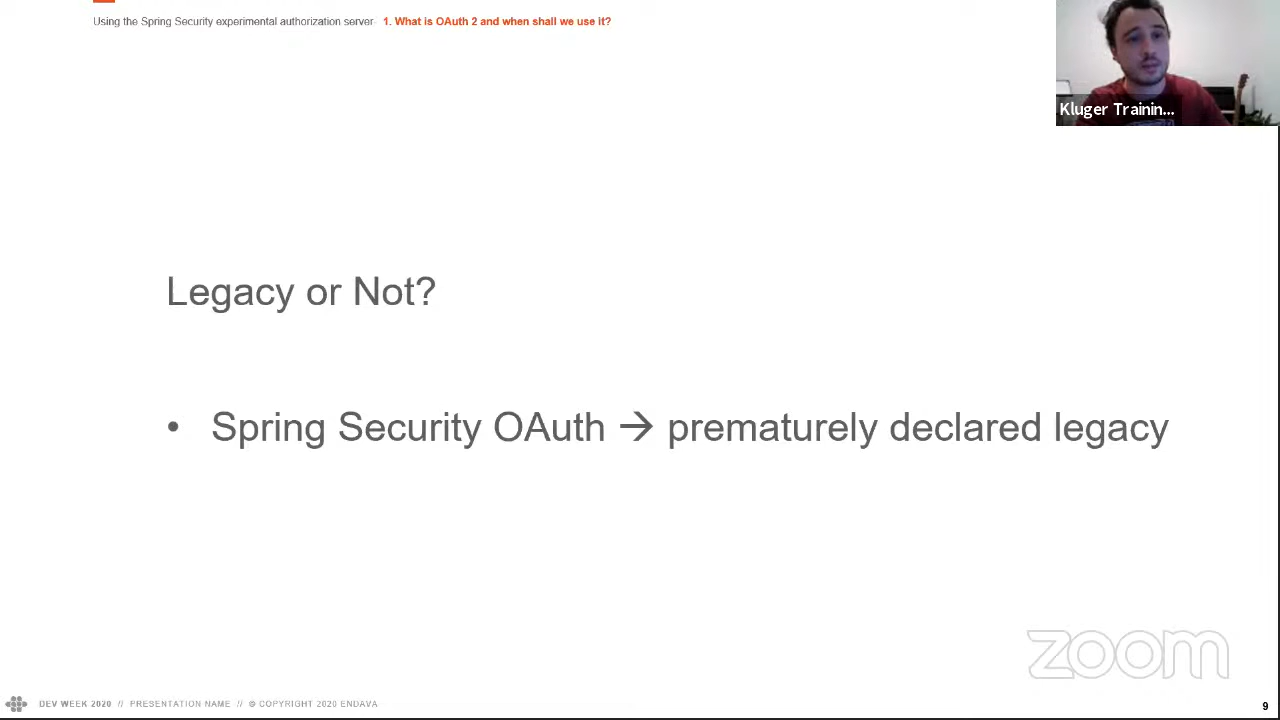 Using the Spring Security experimental authorization server 1. What is OAuth 2 and when shall we use it?
Kluger Trainin...
Legacy or Not?
• Spring Security OAuth → prematurely declared legacy
zoom
DEV WEEK 2020 // PRESENTATION NAME // © COPYRIGHT 2020 ENDAVA
9